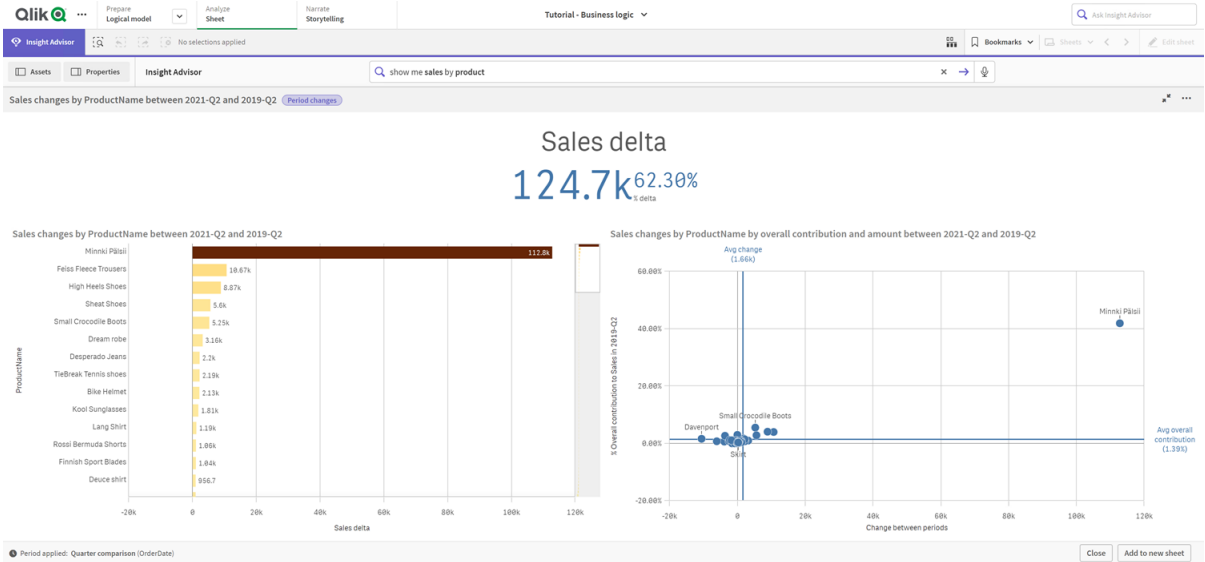 Qlik
Prepare
Logical model
Analyze
Sheet
Narrate
Storytelling
Tutorial - Business logic
Ask Insight Advisor
Insight Advisor
No selections applied
Bookmarks
Sheets
Edit sheet
Assets
Properties
Insight Advisor
show me sales by product
Sales changes by ProductName between 2021-Q2 and 2019-Q2
Period changes
Sales delta
124.7k
62.30%
% delta
Sales changes by ProductName between 2021-Q2 and 2019-Q2
ProductName
Minnki Pälsii
112.8k
Feiss Fleece Trousers
10.67k
High Heels Shoes
8.87k
Sheat Shoes
5.6k
Small Crocodile Boots
5.25k
Dream robe
3.16k
Desperado Jeans
2.2k
TieBreak Tennis shoes
2.19k
Bike Helmet
2.13k
Kool Sunglasses
1.81k
Lang Shirt
1.19k
Rossi Bermuda Shorts
1.06k
Finnish Sport Blades
1.04k
Deuce shirt
956.7
-20k
0
20k
40k
60k
80k
100k
120k
Sales delta
Sales changes by ProductName by overall contribution and amount between 2021-Q2 and 2019-Q2
Avg change
(1.66k)
% Overall contribution to Sales in 2019-Q2
60.00%
40.00%
20.00%
0.00%
-20.00%
Minnki Pälsii
Small Crocodile Boots
Davenport
Skirt
Avg overall
contribution
(1.39%)
-20k
0
20k
40k
60k
80k
100k
120k
Change between periods
Period applied: Quarter comparison (OrderDate)
Close
Add to new sheet